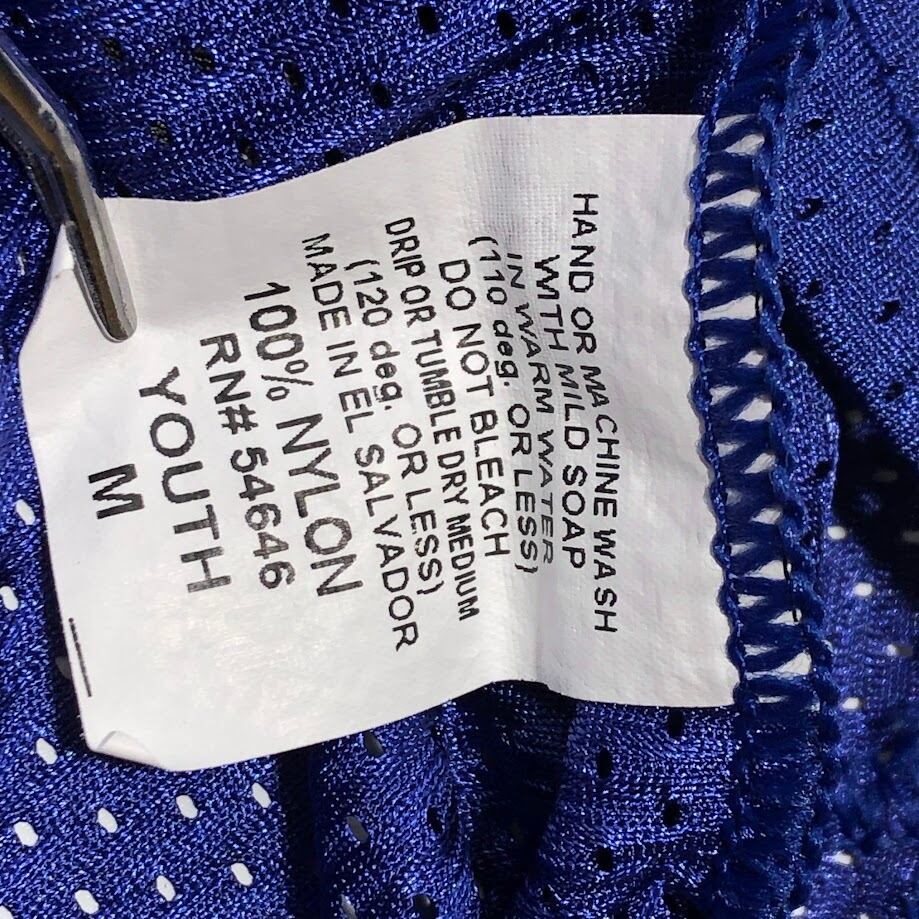 HAND OR MACHINE WASH
WITH MILD SOAP
IN WARM WATER
(110 deg. OR LESS)
DO NOT BLEACH
DRIP OR TUMBLE DRY MEDIUM
(120 deg. OR LESS)
MADE IN EL SALVADOR
100% NYLON
RN# 54646
YOUTH
M